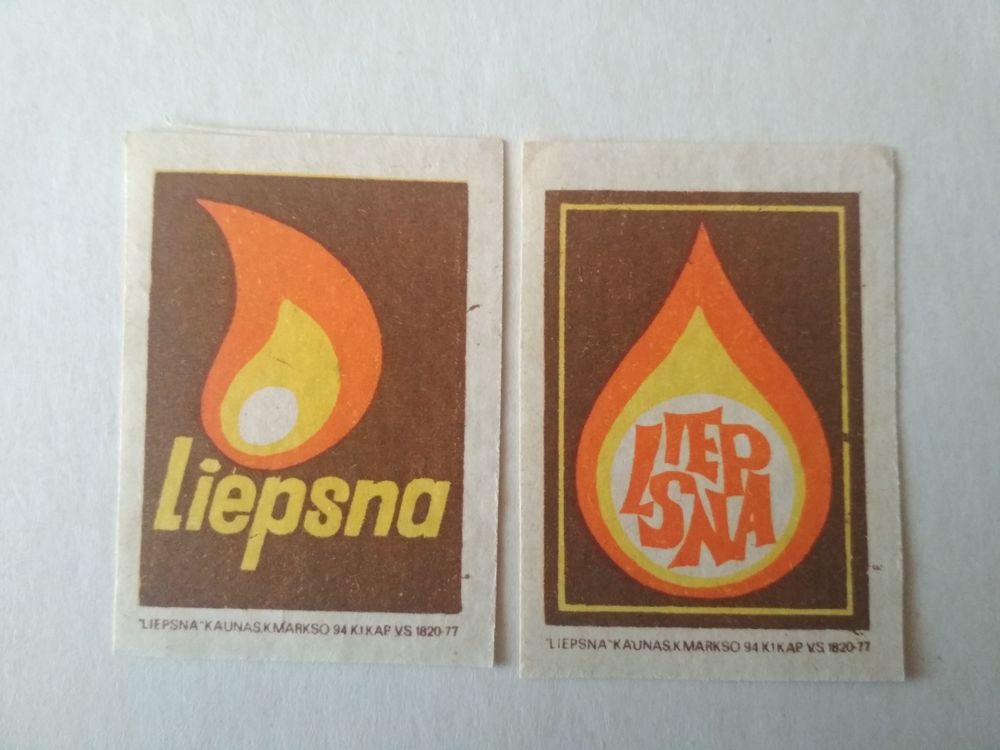 Liepsna
"LIEPSNA" KAUNAS.K.MARKSO 94 K.1 KAP. V.S. 1820-77
LIEP
SNA
"LIEPSNA" KAUNAS.K.MARKSO 94 K.1 KAP. V.S. 1820-77